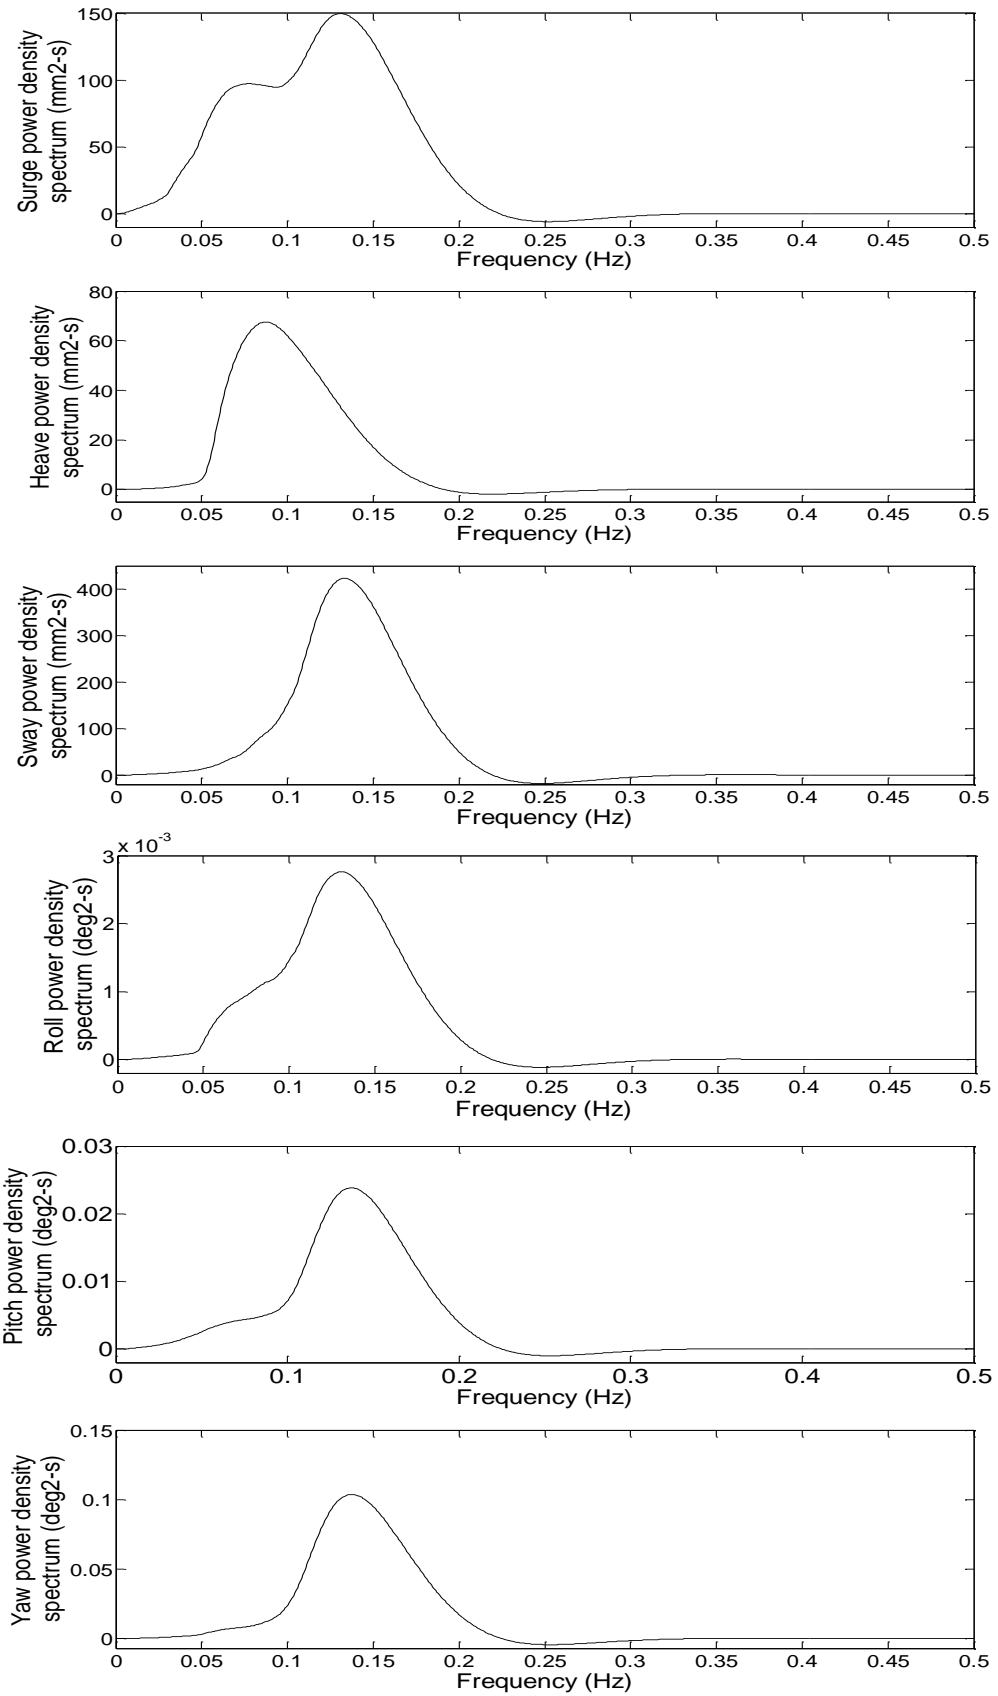 Surge power density
spectrum (mm2-s)
150
100
50
0
0 0.05 0.1 0.15 0.2 0.25 0.3 0.35 0.4 0.45 0.5
Frequency (Hz)
Heave power density
spectrum (mm2-s)
80
60
40
20
0
0 0.05 0.1 0.15 0.2 0.25 0.3 0.35 0.4 0.45 0.5
Frequency (Hz)
Sway power density
spectrum (mm2-s)
400
300
200
100
0
0 0.05 0.1 0.15 0.2 0.25 0.3 0.35 0.4 0.45 0.5
Frequency (Hz)
Roll power density
spectrum (deg2-s)
x 10-3
3
2
1
0
0 0.05 0.1 0.15 0.2 0.25 0.3 0.35 0.4 0.45 0.5
Frequency (Hz)
Pitch power density
spectrum (deg2-s)
0.03
0.02
0.01
0
0 0.1 0.2 0.3 0.4 0.5
Frequency (Hz)
Yaw power density
spectrum (deg2-s)
0.15
0.1
0.05
0
0 0.05 0.1 0.15 0.2 0.25 0.3 0.35 0.4 0.45 0.5
Frequency (Hz)